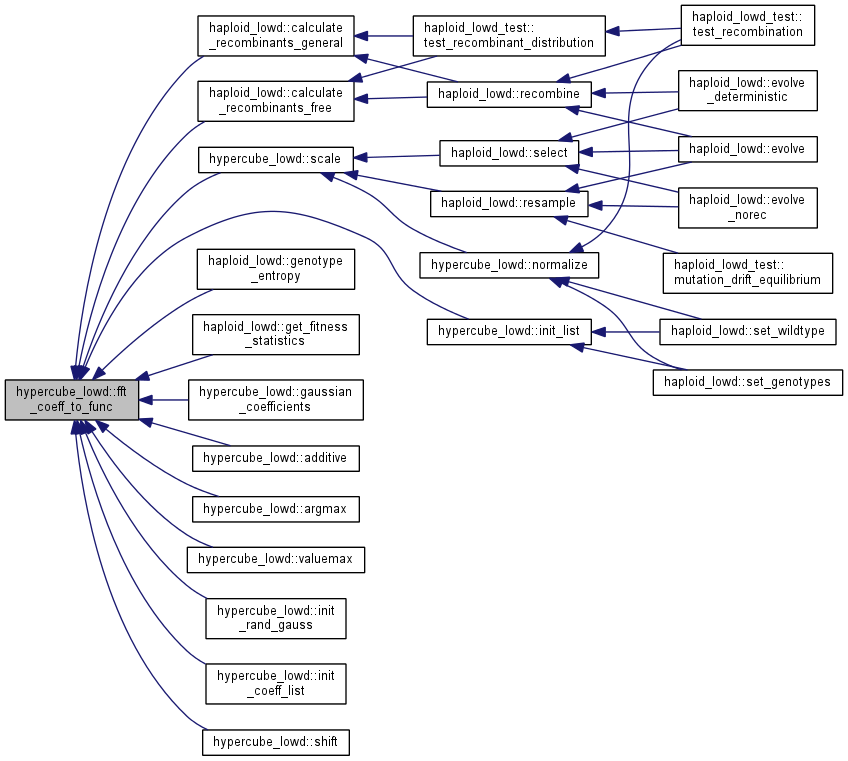 haploid_lowd::calculate
_recombinants_general
haploid_lowd_test::
test_recombinant_distribution
haploid_lowd_test::
test_recombination
haploid_lowd::calculate
_recombinants_free
haploid_lowd::recombine
haploid_lowd::evolve
_deterministic
hypercube_lowd::scale
haploid_lowd::select
haploid_lowd::evolve
haploid_lowd::resample
haploid_lowd::evolve
_norec
haploid_lowd::genotype
_entropy
hypercube_lowd::normalize
haploid_lowd_test::
mutation_drift_equilibrium
haploid_lowd::get_fitness
_statistics
hypercube_lowd::init_list
haploid_lowd::set_wildtype
hypercube_lowd::fft
_coeff_to_func
hypercube_lowd::gaussian
_coefficients
haploid_lowd::set_genotypes
hypercube_lowd::additive
hypercube_lowd::argmax
hypercube_lowd::valuemax
hypercube_lowd::init
_rand_gauss
hypercube_lowd::init
_coeff_list
hypercube_lowd::shift